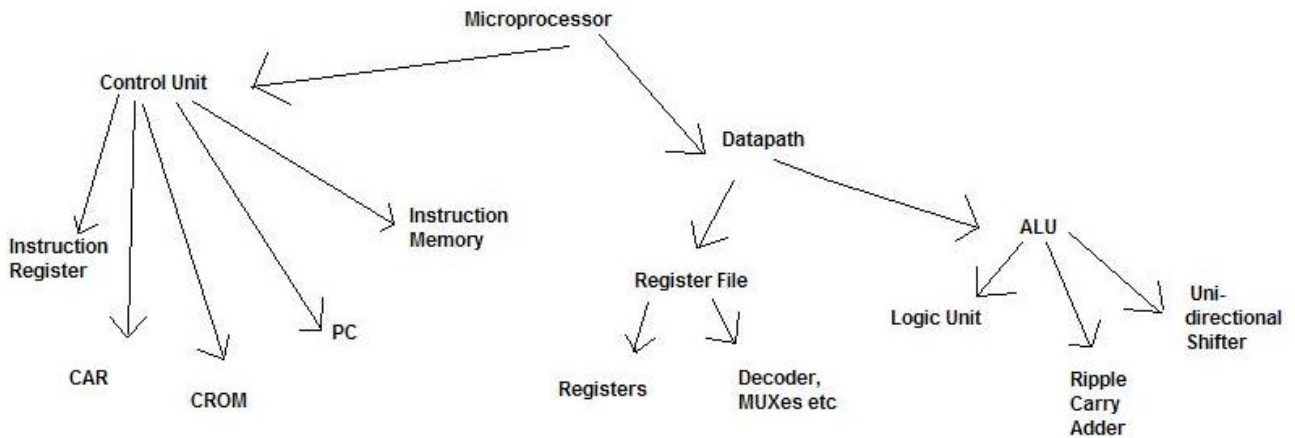 Microprocessor
Control Unit
Datapath
Instruction
Register
Instruction
Memory
ALU
Register File
Logic Unit
Uni-
directional
Shifter
PC
CAR
CROM
Registers
Decoder,
MUXes etc
Ripple
Carry
Adder